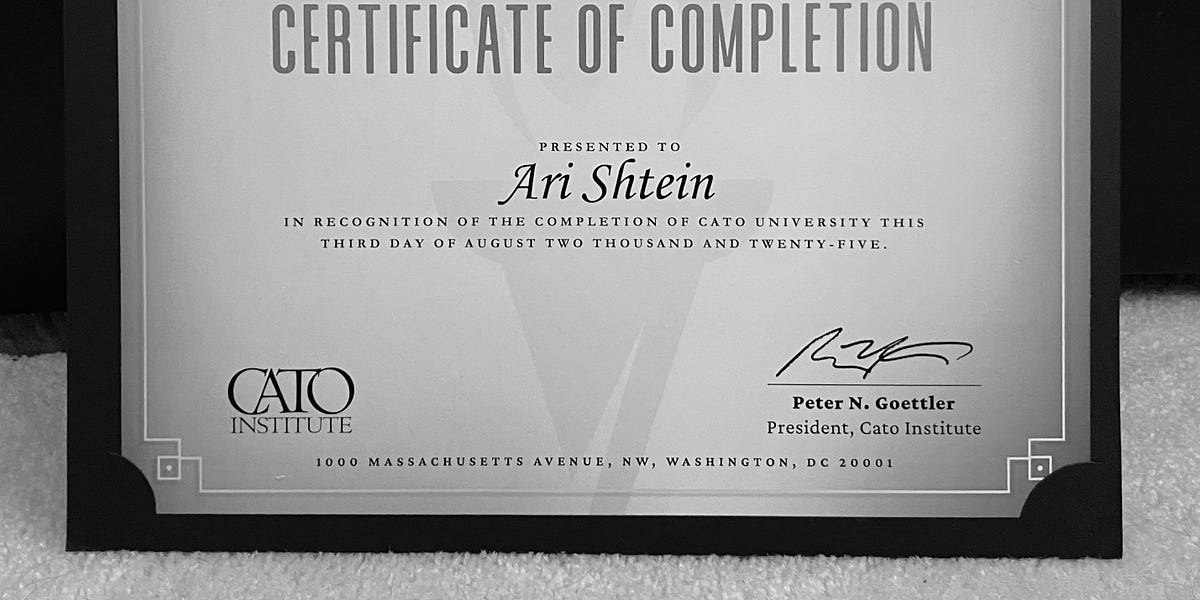 CERTIFICATE OF COMPLETION
PRESENTED TO
Ari Shtein
IN RECOGNITION OF THE COMPLETION OF CATO UNIVERSITY THIS
THIRD DAY OF AUGUST TWO THOUSAND AND TWENTY-FIVE.
CATO
INSTITUTE
Peter N. Goettler
President, Cato Institute
1000 MASSACHUSETTS AVENUE, NW, WASHINGTON, DC 20001